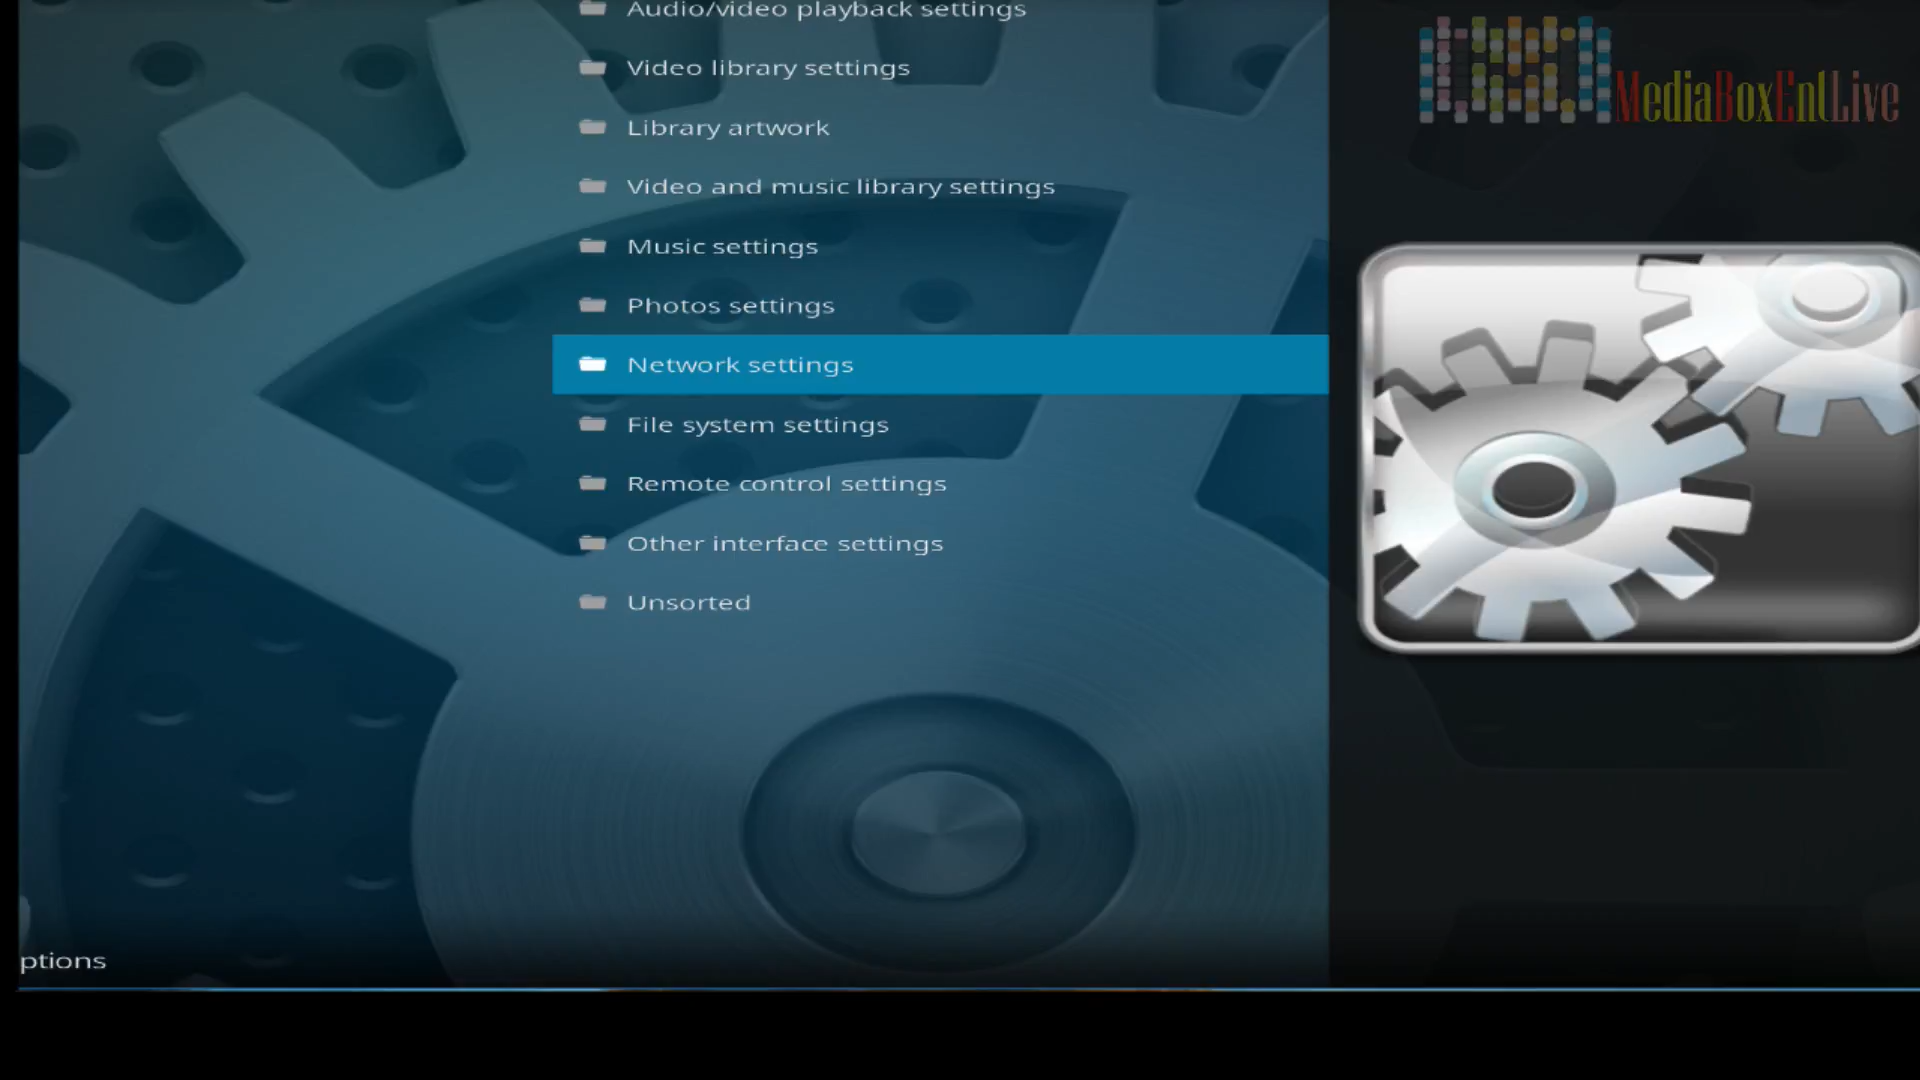 Audio/video playback settings
Video library settings
Library artwork
Video and music library settings
Music settings
Photos settings
Network settings
File system settings
Remote control settings
Other interface settings
Unsorted
ptions
MediaBoxEntLive